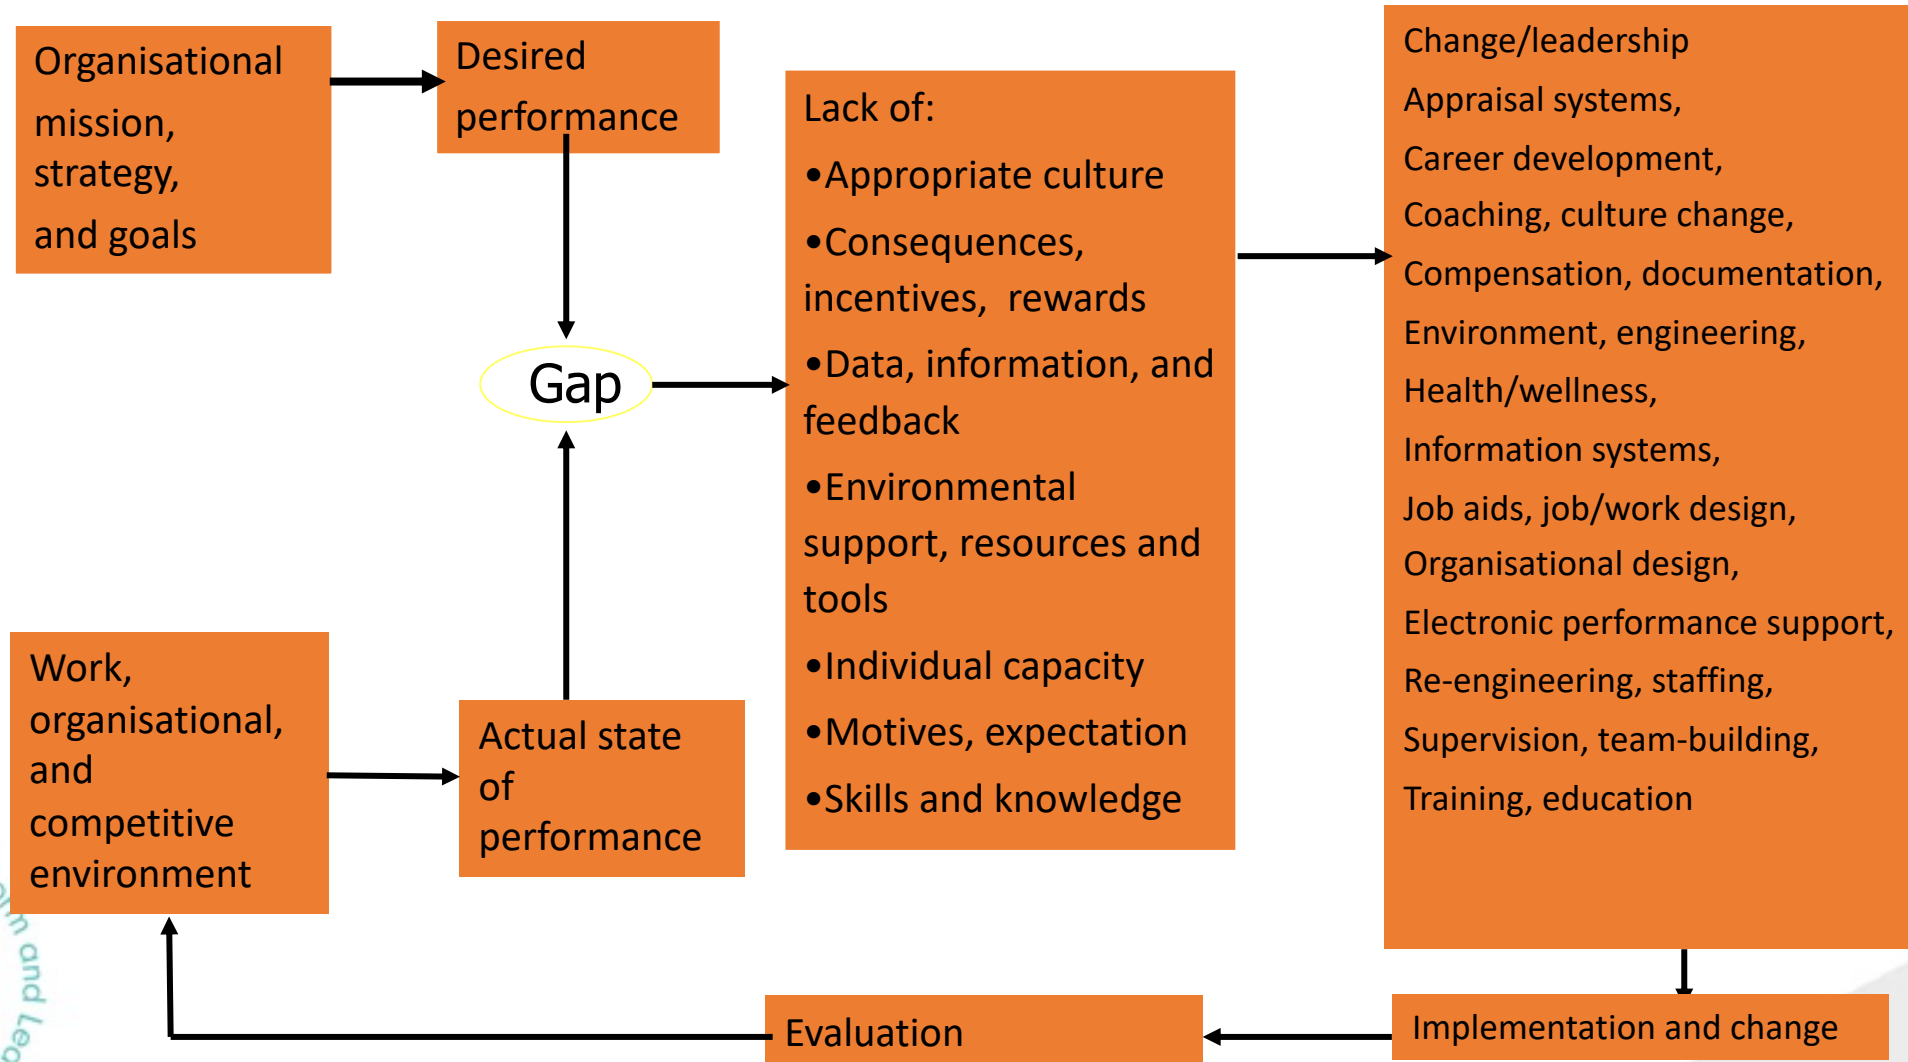 Organisational
mission,
strategy,
and goals
Desired
performance
Gap
Work,
organisational,
and
competitive
environment
Actual state
of
performance
Lack of:
•Appropriate culture
•Consequences,
incentives, rewards
•Data, information, and
feedback
•Environmental
support, resources and
tools
•Individual capacity
•Motives, expectation
•Skills and knowledge
Change/leadership
Appraisal systems,
Career development,
Coaching, culture change,
Compensation, documentation,
Environment, engineering,
Health/wellness,
Information systems,
Job aids, job/work design,
Organisational design,
Electronic performance support,
Re-engineering, staffing,
Supervision, team-building,
Training, education
Implementation and change
Evaluation
and